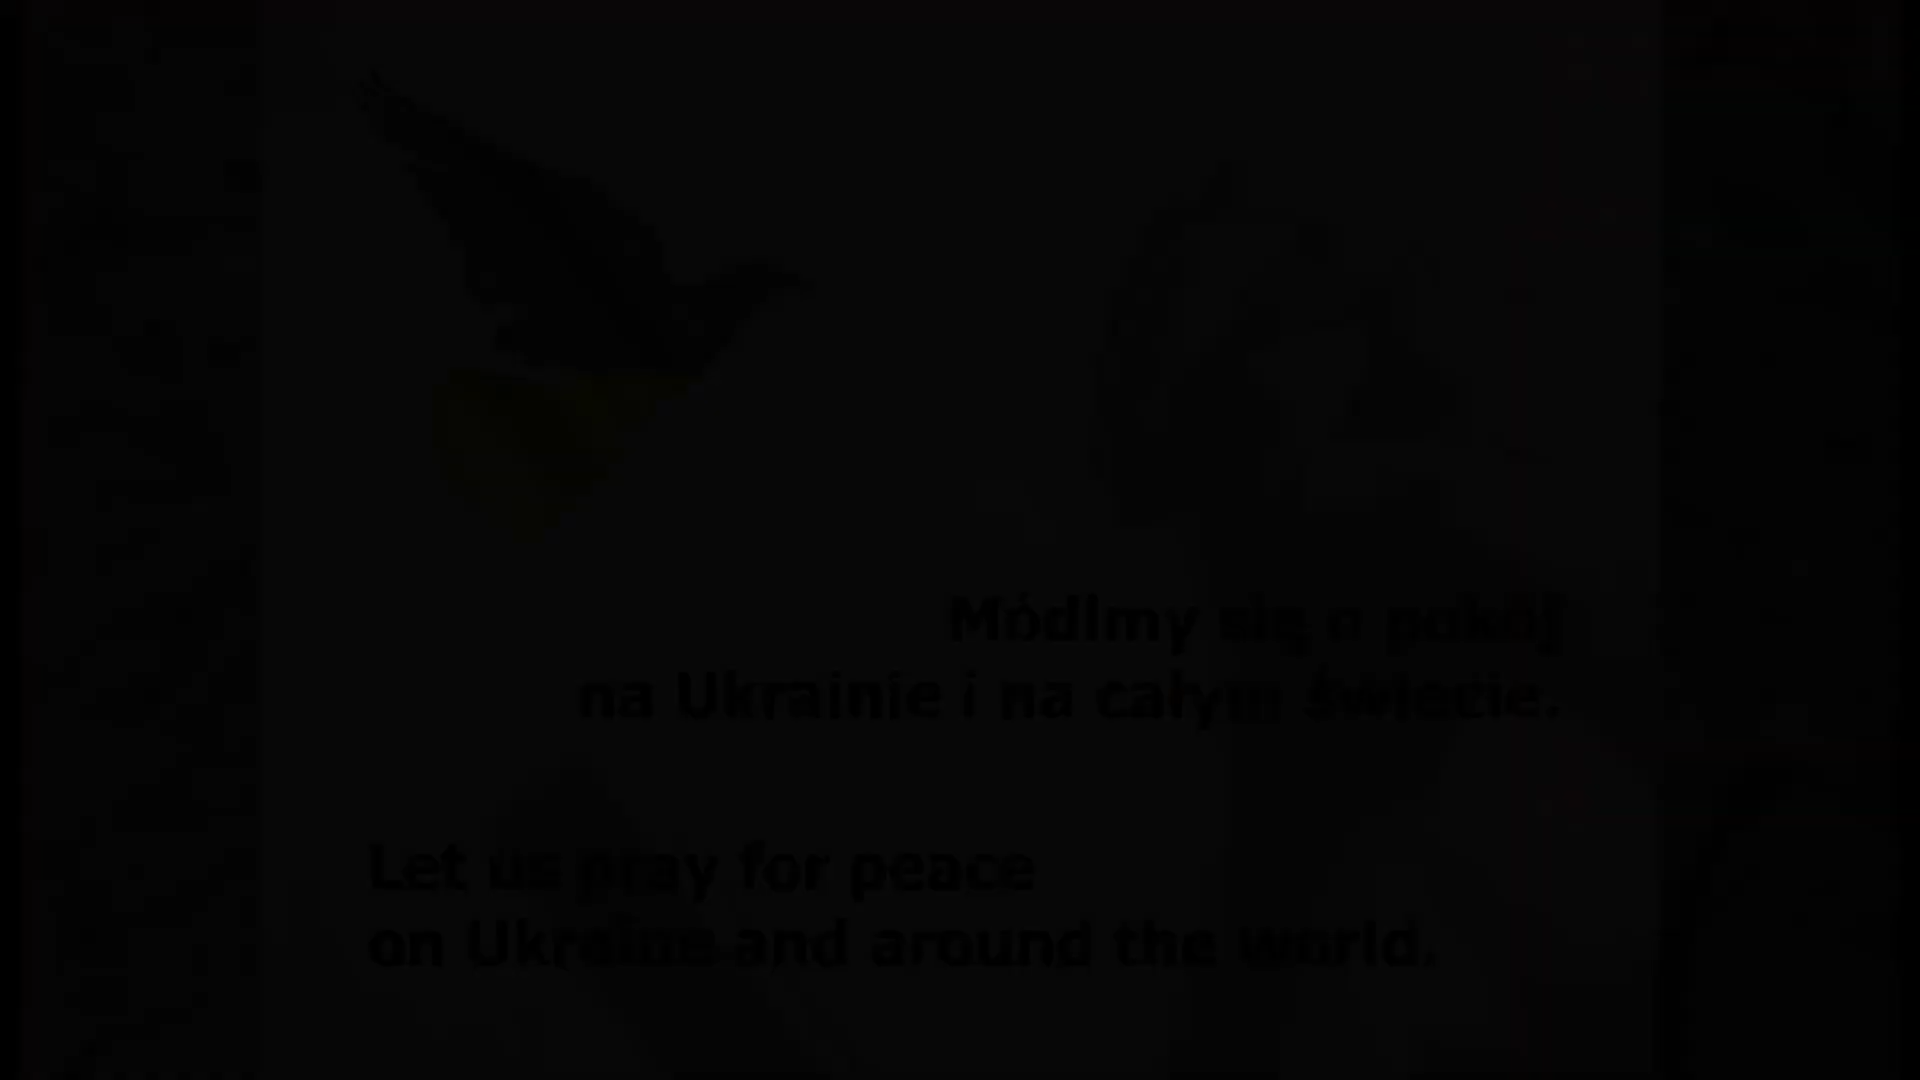 Módlmy się o pokój
na Ukrainie i na całym świecie.
Let us pray for peace
on Ukraine and around the world.